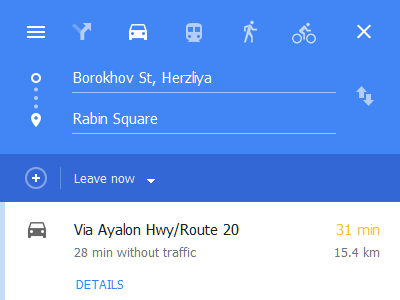 Borokhov St, Herzliya
Rabin Square
Leave now
Via Ayalon Hwy/Route 20 31 min
28 min without traffic 15.4 km
DETAILS